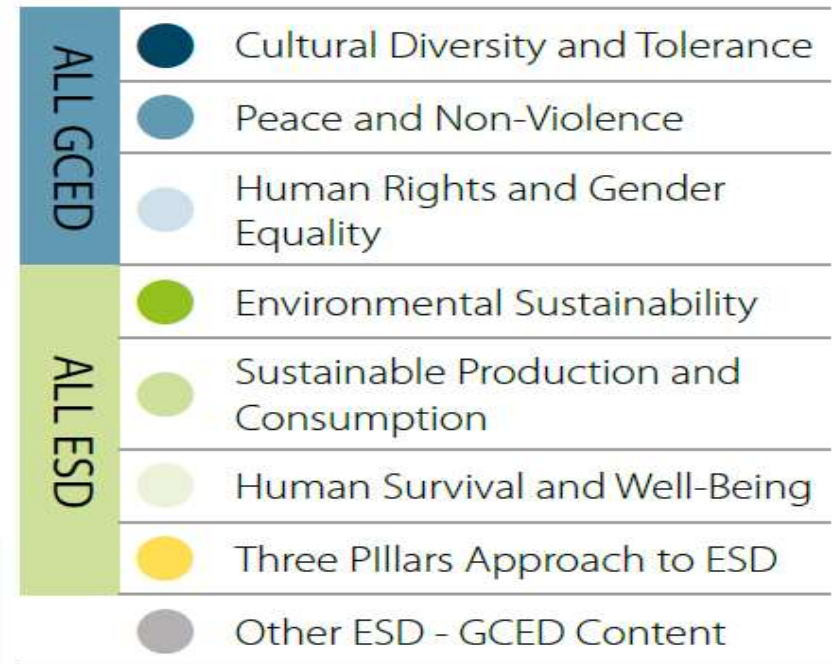 ALL GCED
Cultural Diversity and Tolerance
Peace and Non-Violence
Human Rights and Gender
Equality
ALL ESD
Environmental Sustainability
Sustainable Production and
Consumption
Human Survival and Well-Being
Three PIllars Approach to ESD
Other ESD - GCED Content